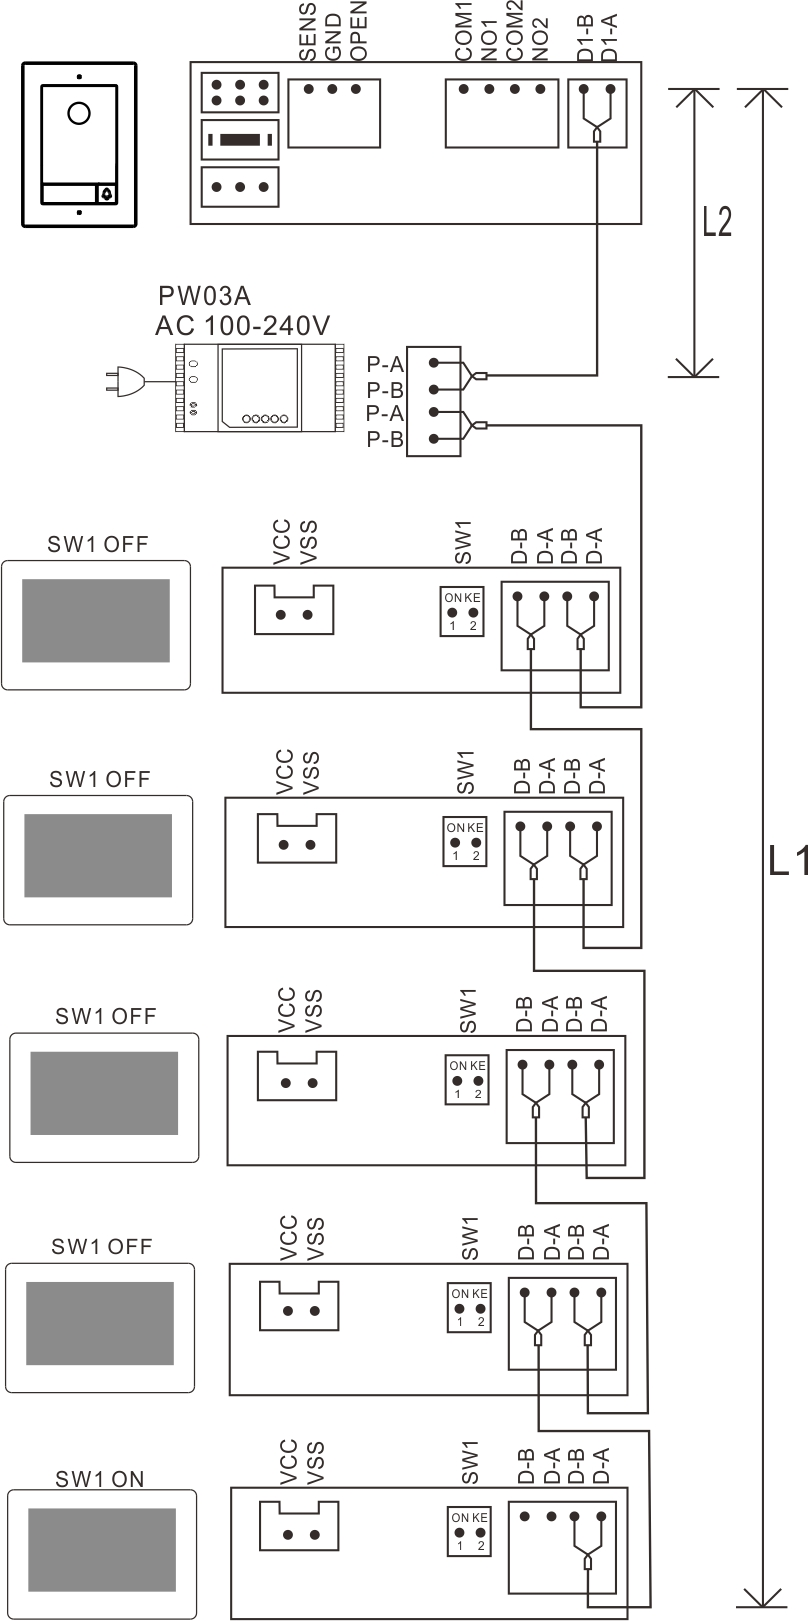 SENS
GND
OPEN
COM1
NO1
COM2
NO2
D1-B
D1-A
L2
PW03A
AC 100-240V
P-A
P-B
P-A
P-B
SW1 OFF
VCC
VSS
SW1
D-B
D-A
D-B
D-A
ON KE
1 2
SW1 OFF
VCC
VSS
SW1
D-B
D-A
D-B
D-A
ON KE
1 2
L1
SW1 OFF
VCC
VSS
SW1
D-B
D-A
D-B
D-A
ON KE
1 2
SW1 OFF
VCC
VSS
SW1
D-B
D-A
D-B
D-A
ON KE
1 2
SW1 ON
VCC
VSS
SW1
D-B
D-A
D-B
D-A
ON KE
1 2